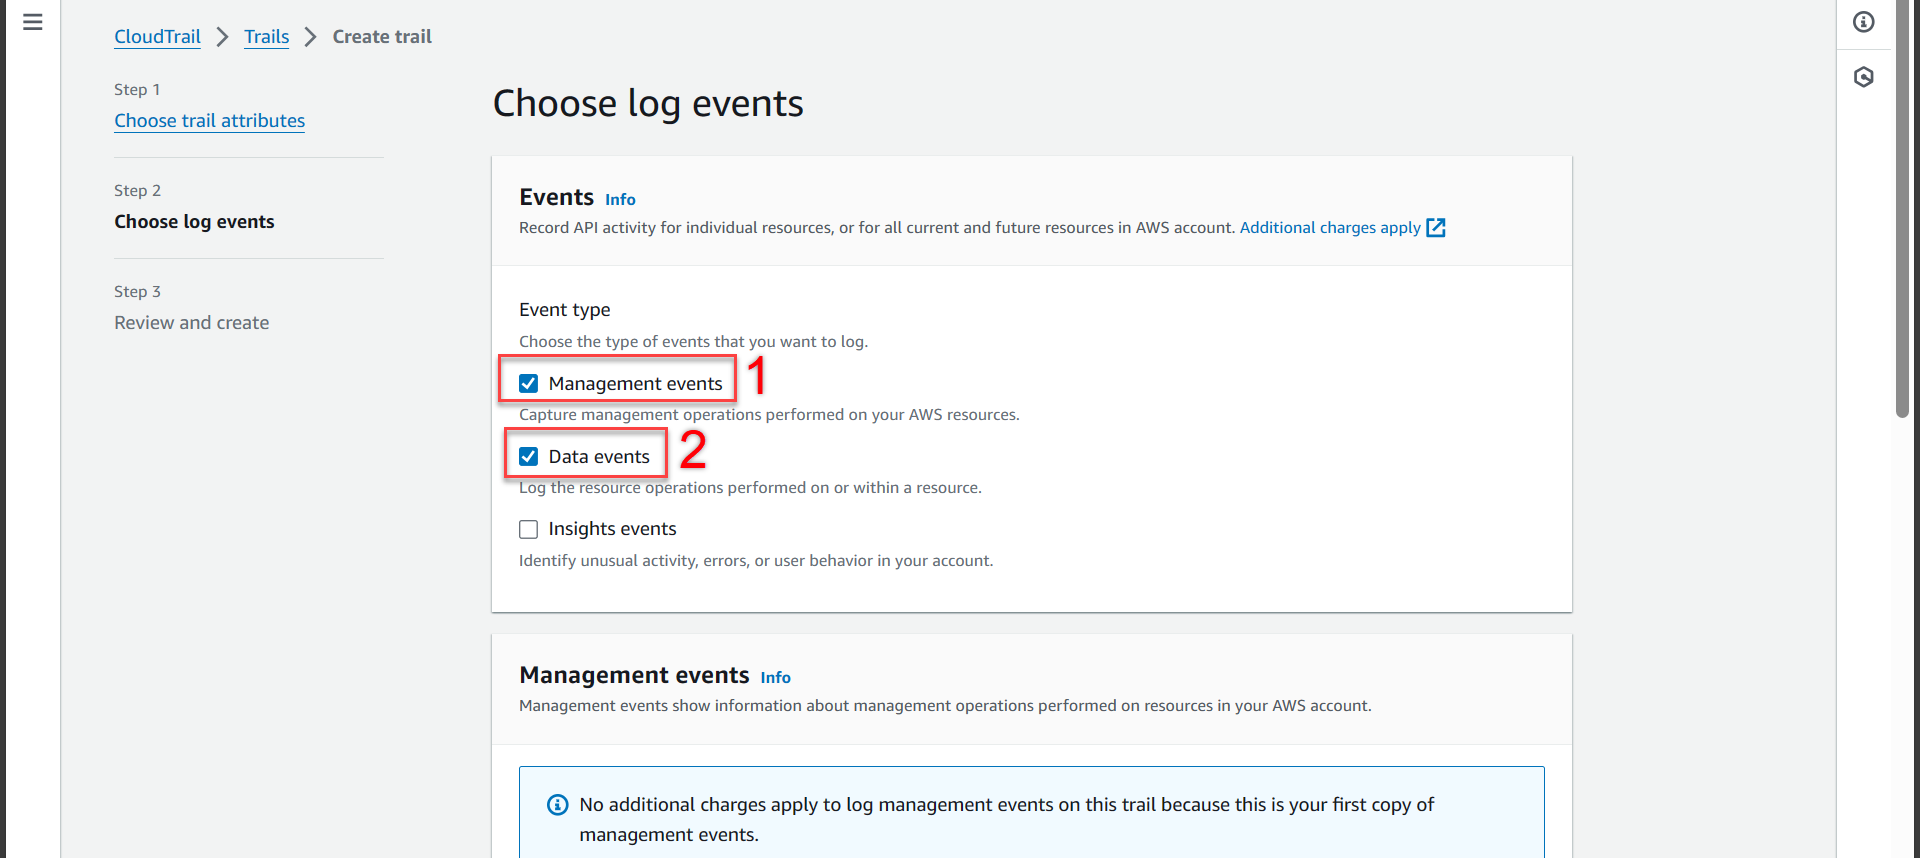 CloudTrail > Trails > Create trail
Step 1
Choose trail attributes
Step 2
Choose log events
Step 3
Review and create
Choose log events
Events Info
Record API activity for individual resources, or for all current and future resources in AWS account. Additional charges apply
Event type
Choose the type of events that you want to log.
Management events 1
Capture management operations performed on your AWS resources.
Data events 2
Log the resource operations performed on or within a resource.
Insights events
Identify unusual activity, errors, or user behavior in your account.
Management events Info
Management events show information about management operations performed on resources in your AWS account.
No additional charges apply to log management events on this trail because this is your first copy of
management events.